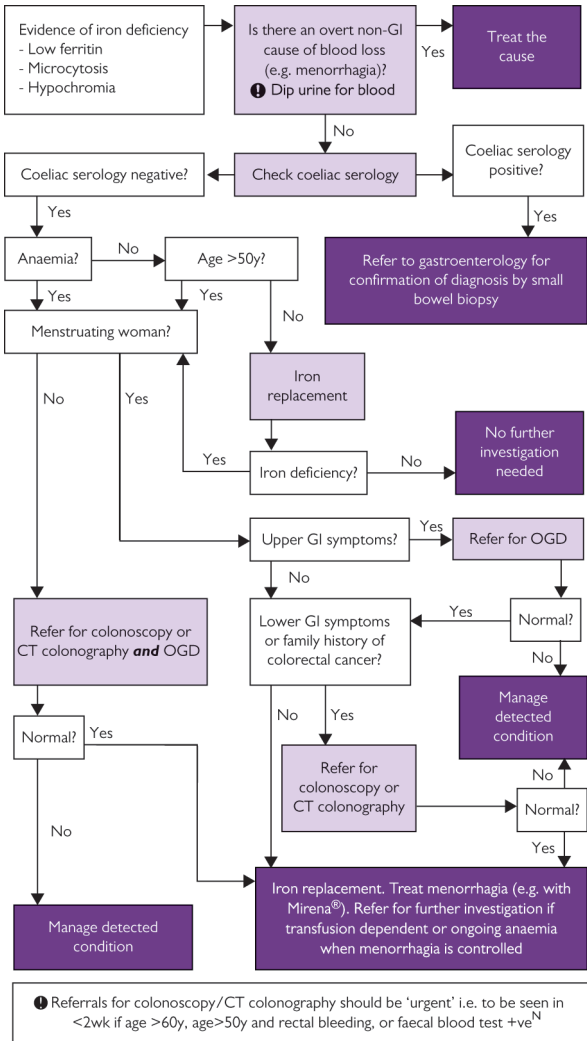 Evidence of iron deficiency
- Low ferritin
- Microcytosis
- Hypochromia
Is there an overt non-GI
cause of blood loss
(e.g. menorrhagia)?
❶ Dip urine for blood
Yes
Treat the
cause
No
Coeliac serology negative?
Check coeliac serology
Coeliac serology
positive?
Yes
Yes
Refer to gastroenterology for
confirmation of diagnosis by small
bowel biopsy
Anaemia?
No
Age >50y?
Yes
Yes
No
Menstruating woman?
Iron
replacement
No
Yes
Yes
Iron deficiency?
No
No further
investigation
needed
Upper GI symptoms?
Yes
Refer for OGD
No
Refer for colonoscopy or
CT colonography and OGD
Lower GI symptoms
or family history of
colorectal cancer?
Yes
Normal?
No
Manage
detected
condition
Normal?
Yes
No
Yes
Refer for
colonoscopy or
CT colonography
No
Normal?
Yes
No
Manage detected
condition
Iron replacement. Treat menorrhagia (e.g. with
Mirena®). Refer for further investigation if
transfusion dependent or ongoing anaemia
when menorrhagia is controlled
! Referrals for colonoscopy/CT colonography should be ‘urgent’ i.e. to be seen in
<2wk if age >60y, age>50y and rectal bleeding, or faecal blood test +veᴺ